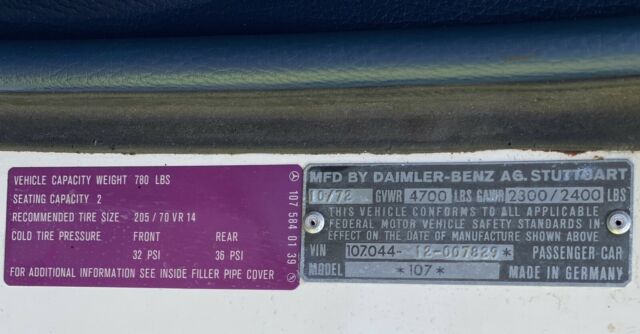 VEHICLE CAPACITY WEIGHT 780 LBS
SEATING CAPACITY 2
RECOMMENDED TIRE SIZE 205 / 70 VR 14
COLD TIRE PRESSURE FRONT REAR
32 PSI 36 PSI
FOR ADDITIONAL INFORMATION SEE INSIDE FILLER PIPE COVER
107 584 01 39
MFD BY DAIMLER-BENZ AG. STUTTGART
10/72 GVWR 4700 LBS GAWR 2300/2400 LBS
THIS VEHICLE CONFORMS TO ALL APPLICABLE
FEDERAL MOTOR VEHICLE SAFETY STANDARDS IN
EFFECT ON THE DATE OF MANUFACTURE SHOWN ABOVE
VIN 107.044- 12-007829* PASSENGER-CAR
MODEL *107* MADE IN GERMANY